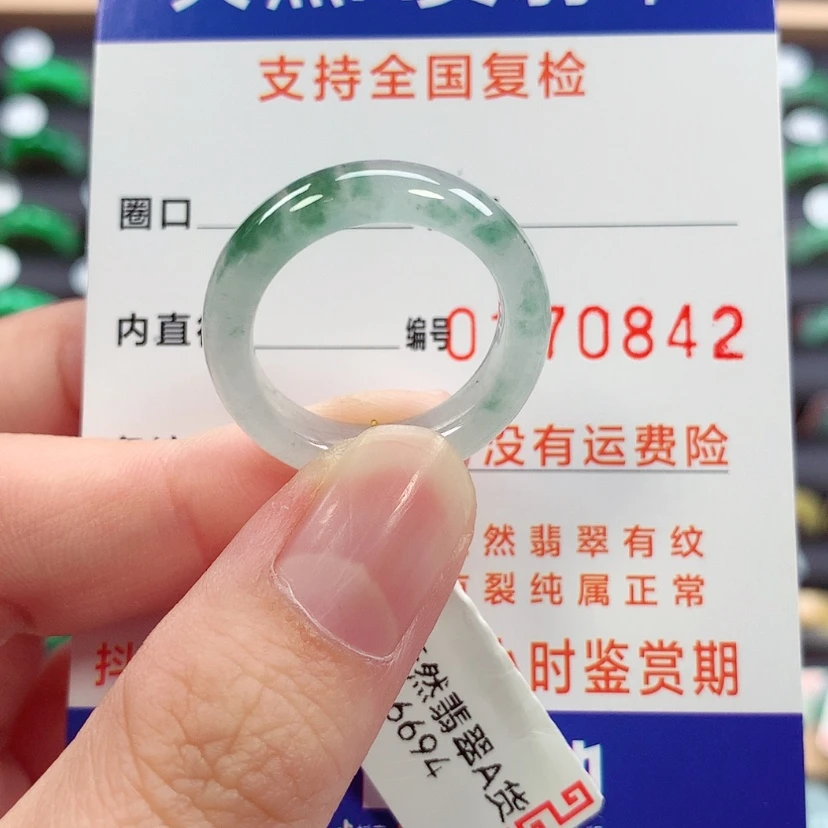 支持全国复检
圈口
内直
编号
70842
没有运费险
然翡翠有纹
裂纯属正常
小时鉴赏期
抖
然翡翠A货
6694